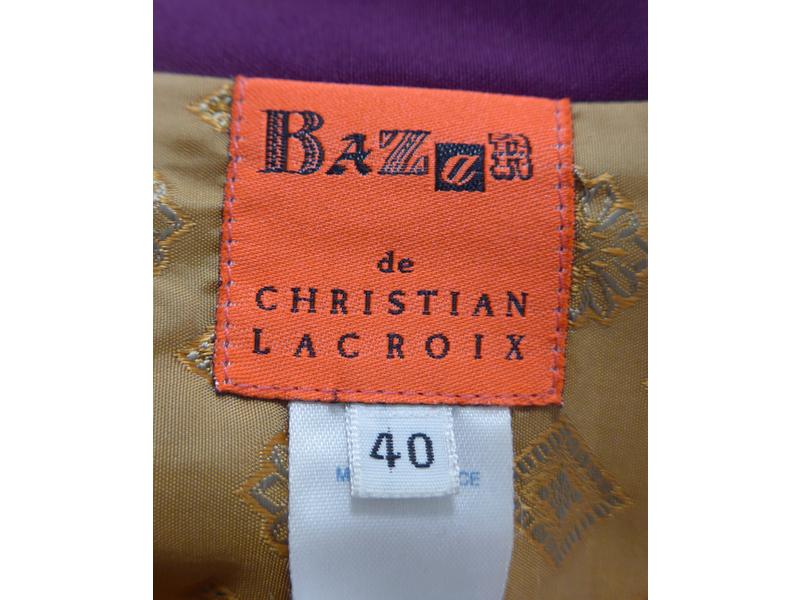 BAZaR
de
CHRISTIAN
LACROIX
40